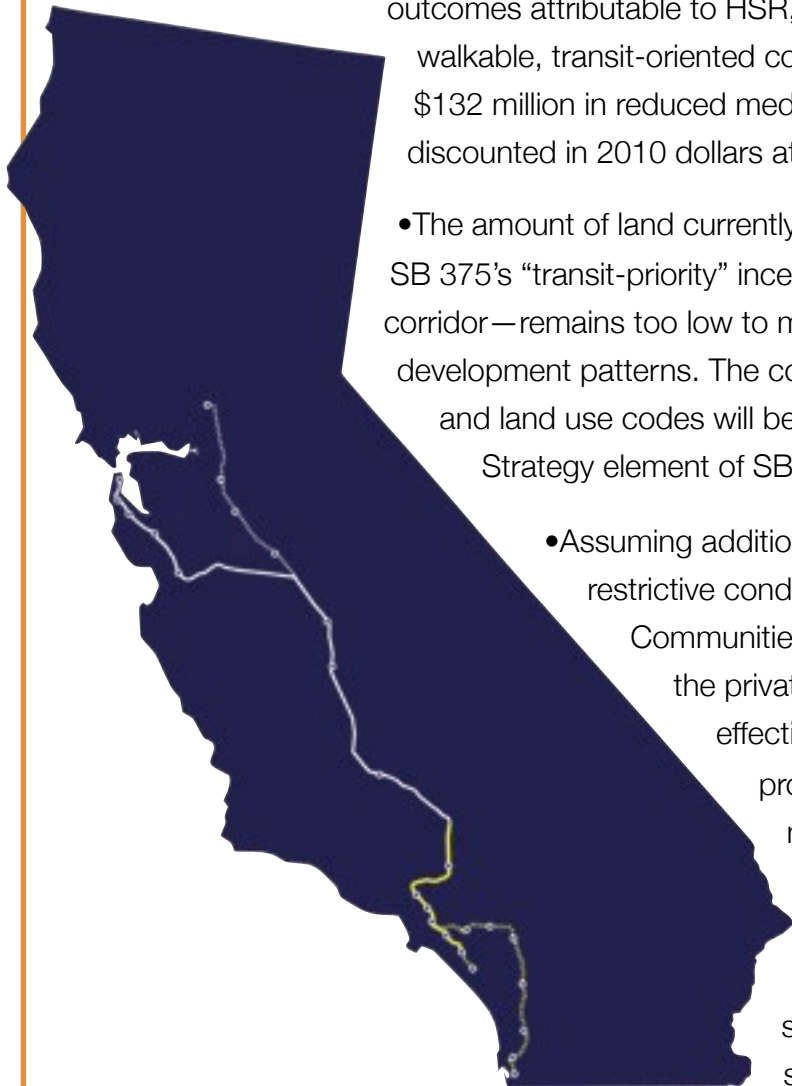 outcomes attributable to HSR,
walkable, transit-oriented co
$132 million in reduced med
discounted in 2010 dollars at
•The amount of land currently
SB 375’s “transit-priority” ince
corridor—remains too low to m
development patterns. The co
and land use codes will be
Strategy element of SB
•Assuming additio
restrictive cond
Communitie
the privat
effecti
pro